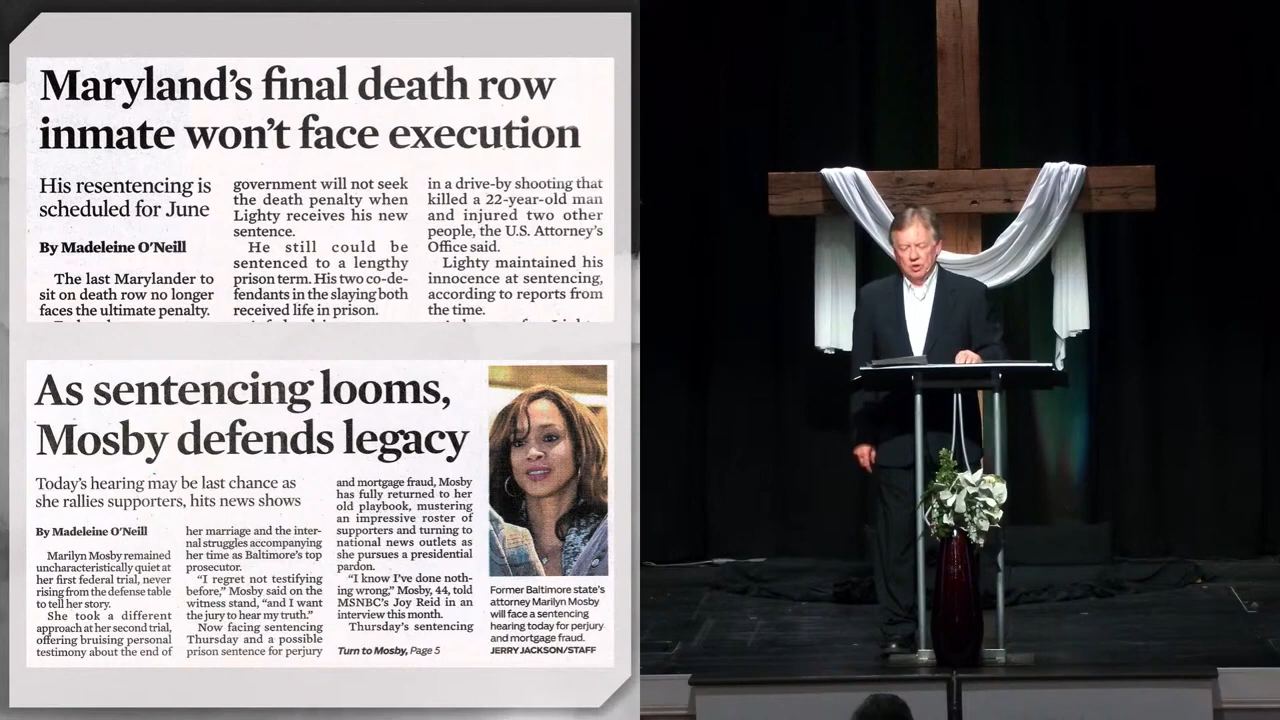 Maryland's final death row
inmate won't face execution
His resentencing is
scheduled for June
By Madeleine O'Neill
The last Marylander to
sit on death row no longer
faces the ultimate penalty.
government will not seek
the death penalty when
Lighty receives his new
sentence.
He still could be
sentenced to a lengthy
prison term. His two co-de-
fendants in the slaying both
received life in prison.
in a drive-by shooting that
killed a 22-year-old man
and injured two other
people, the U.S. Attorney's
Office said.
Lighty maintained his
innocence at sentencing,
according to reports from
the time.
As sentencing looms,
Mosby defends legacy
Today's hearing may be last chance as
she rallies supporters, hits news shows
By Madeleine O'Neill
Marilyn Mosby remained
uncharacteristically quiet at
her first federal trial, never
rising from the defense table
to tell her story.
She took a different
approach at her second trial,
offering bruising personal
testimony about the end of
her marriage and the inter-
nal struggles accompanying
her time as Baltimore's top
prosecutor.
"I regret not testifying
before," Mosby said on the
witness stand, "and I want
the jury to hear my truth."
Now facing sentencing
Thursday and a possible
prison sentence for perjury
and mortgage fraud, Mosby
has fully returned to her
old playbook, mustering
an impressive roster of
supporters and turning to
national news outlets as
she pursues a presidential
pardon.
"I know I've done noth-
ing wrong," Mosby, 44, told
MSNBC's Joy Reid in an
interview this month.
Thursday's sentencing
Turn to Mosby, Page 5
Former Baltimore state's
attorney Marilyn Mosby
will face a sentencing
hearing today for perjury
and mortgage fraud.
JERRY JACKSON/STAFF